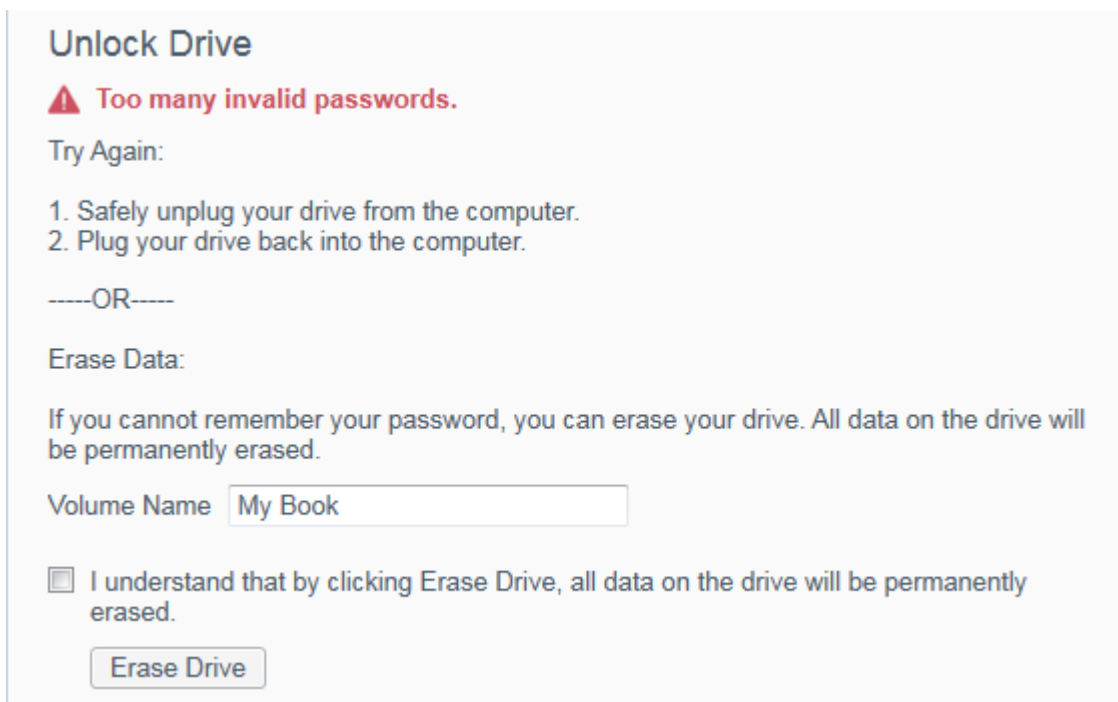 Unlock Drive
Too many invalid passwords.
Try Again:
1. Safely unplug your drive from the computer.
2. Plug your drive back into the computer.
-----OR-----
Erase Data:
If you cannot remember your password, you can erase your drive. All data on the drive will
be permanently erased.
Volume Name My Book
I understand that by clicking Erase Drive, all data on the drive will be permanently
erased.
Erase Drive